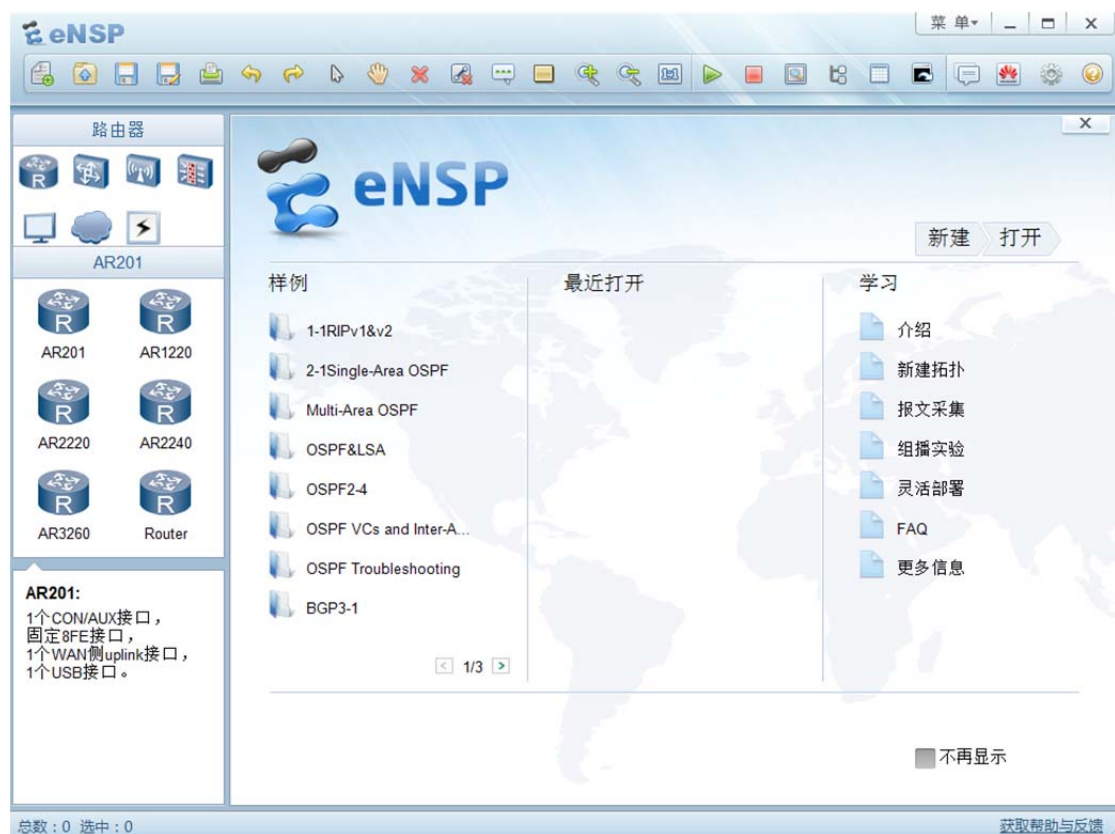 eNSP
菜 单
路由器
AR201
AR201
AR1220
AR2220
AR2240
AR3260
Router
AR201:
1个CON/AUX接口，
固定8FE接口，
1个WAN侧uplink接口，
1个USB接口。
eNSP
新建
打开
样例
1-1RIPv1&v2
2-1Single-Area OSPF
Multi-Area OSPF
OSPF&LSA
OSPF2-4
OSPF VCs and Inter-A...
OSPF Troubleshooting
BGP3-1
1/3
最近打开
学习
介绍
新建拓扑
报文采集
组播实验
灵活部署
FAQ
更多信息
不再显示
总数：0 选中：0
获取帮助与反馈